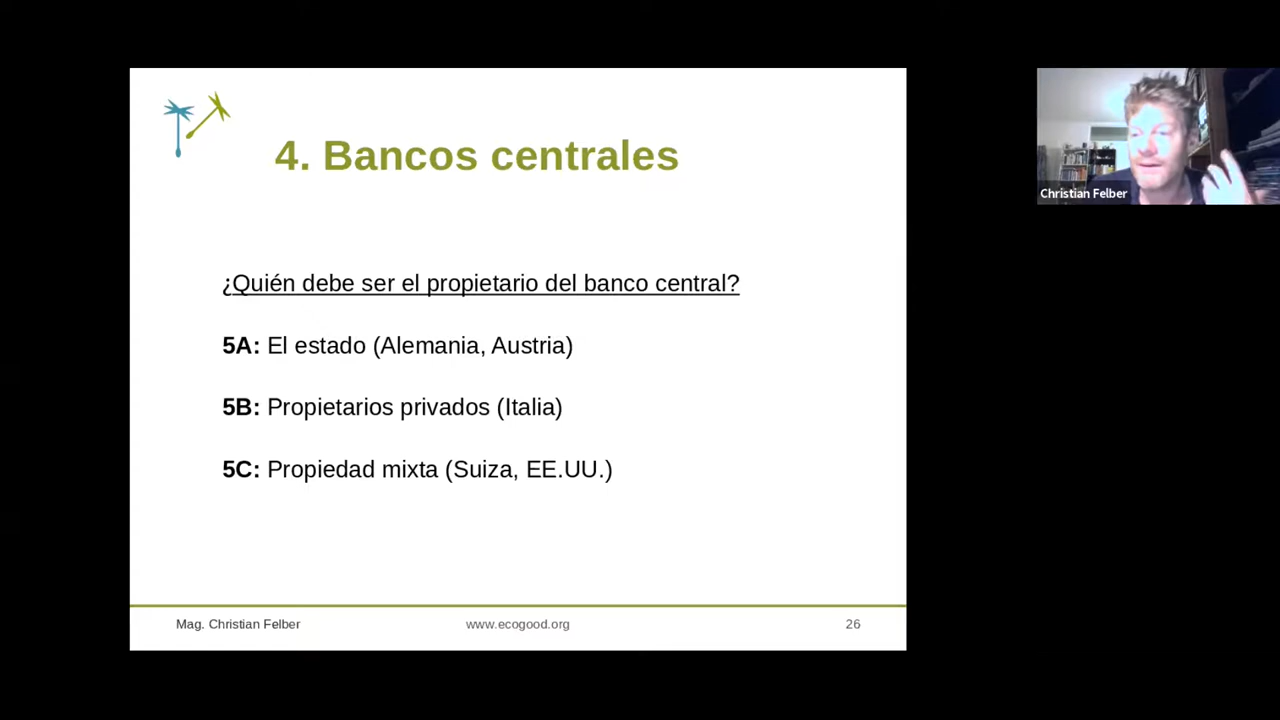 4. Bancos centrales
Christian Felber
¿Quién debe ser el propietario del banco central?
5A: El estado (Alemania, Austria)
5B: Propietarios privados (Italia)
5C: Propiedad mixta (Suiza, EE.UU.)
Mag. Christian Felber
www.ecogood.org
26